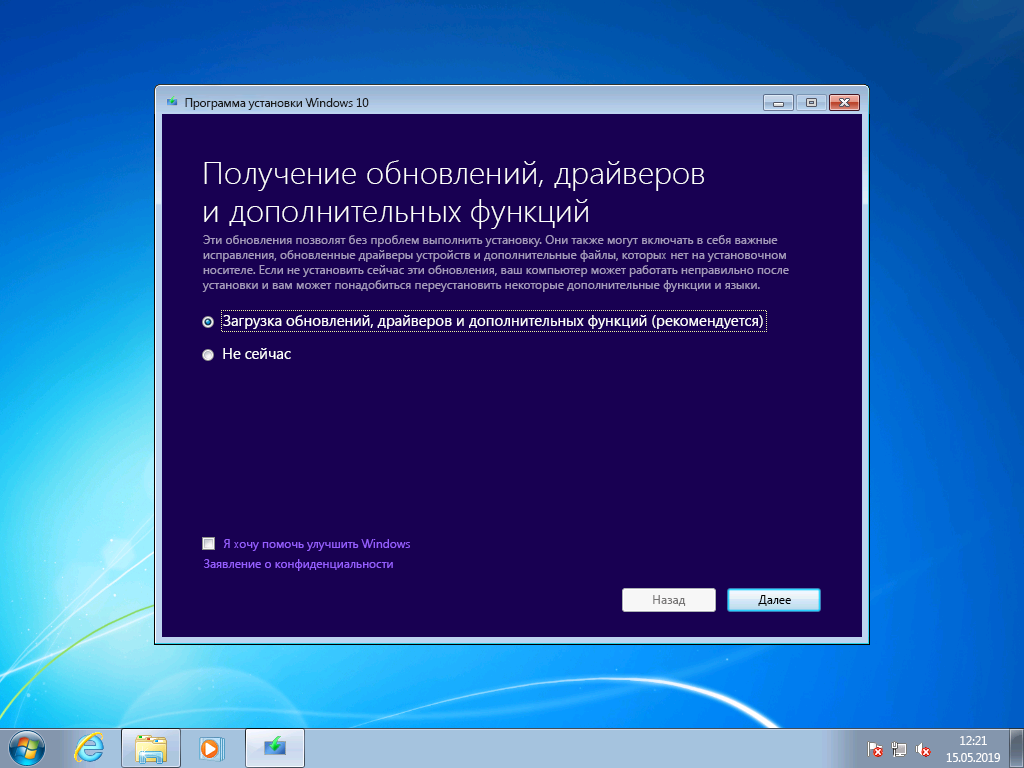 Программа установки Windows 10
Получение обновлений, драйверов
и дополнительных функций
Эти обновления позволят без проблем выполнить установку. Они также могут включать в себя важные
исправления, обновленные драйверы устройств и дополнительные файлы, которых нет на установочном
носителе. Если не установить сейчас эти обновления, ваш компьютер может работать неправильно после
установки и вам может понадобиться переустановить некоторые дополнительные функции и языки.
Загрузка обновлений, драйверов и дополнительных функций (рекомендуется)
Не сейчас
Я хочу помочь улучшить Windows
Заявление о конфиденциальности
Назад
Далее
12:21
15.05.2019